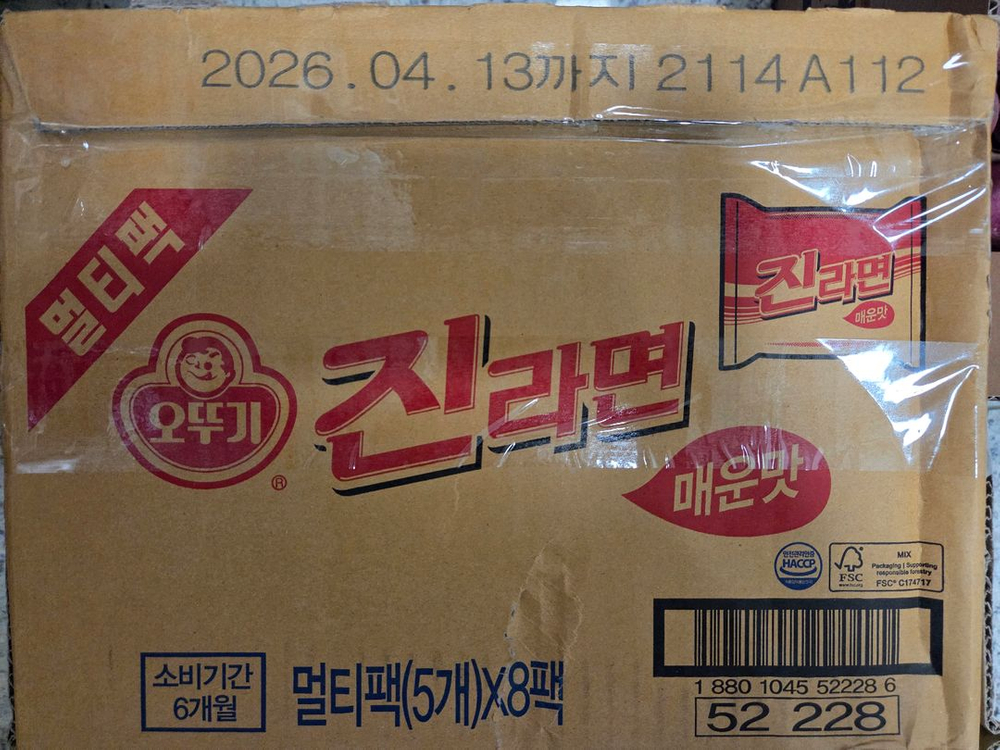 2026.04.13까지 2114A112
멀티팩
진라면
매운맛
오뚜기
®
진라면
매운맛
HACCP
FSC
MIX
Packaging | Supporting
responsible forestry
FSC® C174717
소비기간
6개월
멀티팩(5개)X8팩
1 880 1045 52228 6
52 228